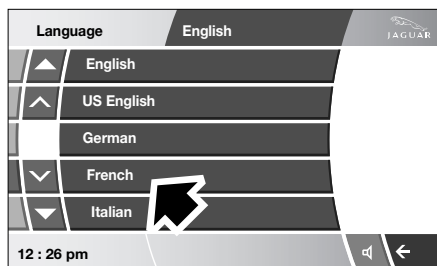 Language English JAGUAR
English
US English
German
French
Italian
12 : 26 pm